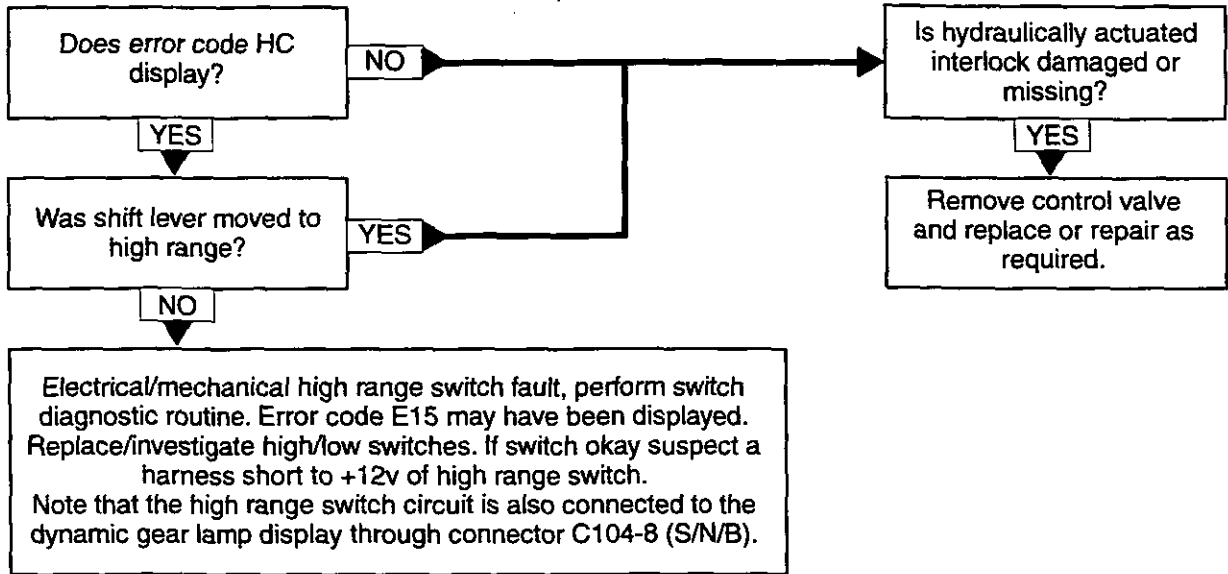 Does error code HC
display?
NO
YES
Was shift lever moved to
high range?
YES
NO
Electrical/mechanical high range switch fault, perform switch
diagnostic routine. Error code E15 may have been displayed.
Replace/investigate high/low switches. If switch okay suspect a
harness short to +12v of high range switch.
Note that the high range switch circuit is also connected to the
dynamic gear lamp display through connector C104-8 (S/N/B).
Is hydraulically actuated
interlock damaged or
missing?
YES
Remove control valve
and replace or repair as
required.